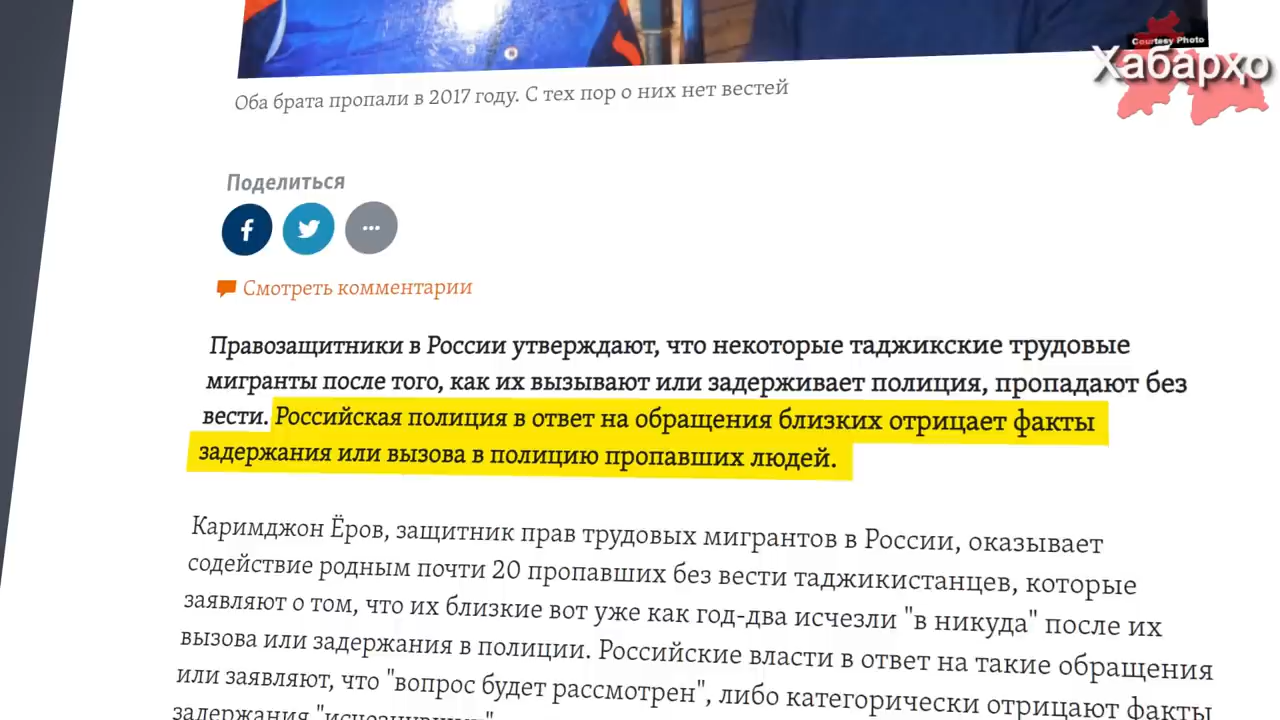 Courtesy Photo
Хабарҳо
Оба брата пропали в 2017 году. С тех пор о них нет вестей
Поделиться
Смотреть комментарии
Правозащитники в России утверждают, что некоторые таджикские трудовые
мигранты после того, как их вызывают или задерживает полиция, пропадают без
вести. Российская полиция в ответ на обращения близких отрицает факты
задержания или вызова в полицию пропавших людей.
Каримджон Ёров, защитник прав трудовых мигрантов в России, оказывает
содействие родным почти 20 пропавших без вести таджикистанцев, которые
заявляют о том, что их близкие вот уже как год-два исчезли "в никуда" после их
вызова или задержания в полиции. Российские власти в ответ на такие обращения
или заявляют, что "вопрос будет рассмотрен", либо категорически отрицают факты
задержания "исчезнувших"